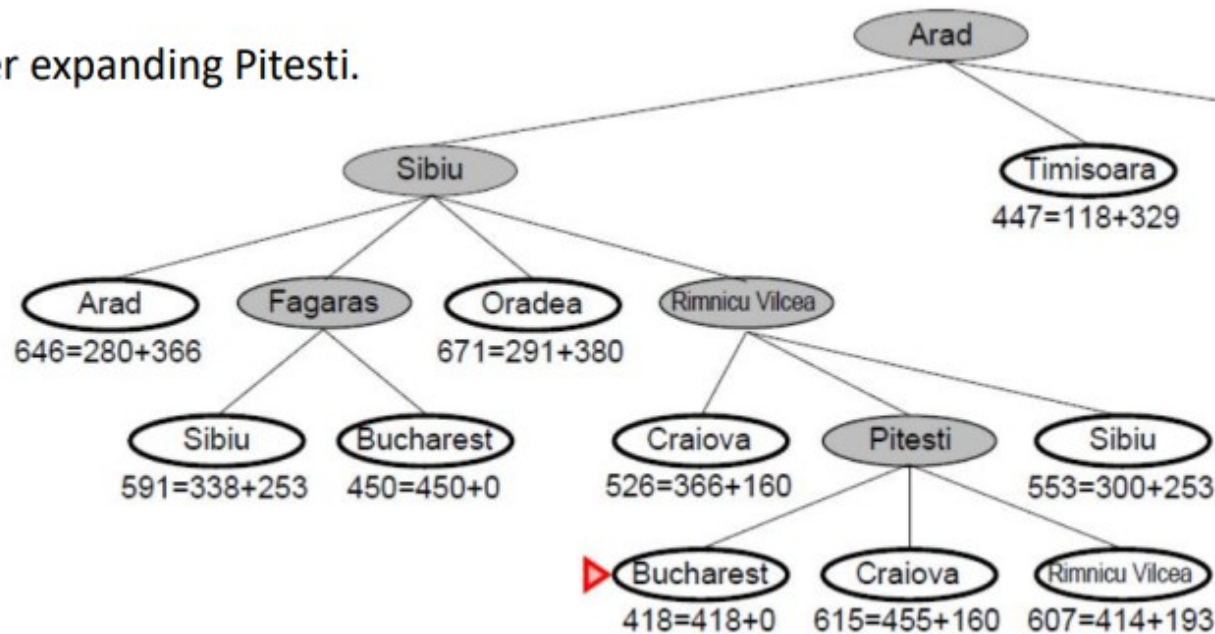 er expanding Pitesti.
Arad
Sibiu
Timisoara
447=118+329
Arad
Fagaras
Oradea
Rimnicu Vilcea
646=280+366
671=291+380
Sibiu
Bucharest
Craiova
Pitesti
Sibiu
591=338+253
450=450+0
526=366+160
553=300+253
Bucharest
Craiova
Rimnicu Vilcea
418=418+0
615=455+160
607=414+193